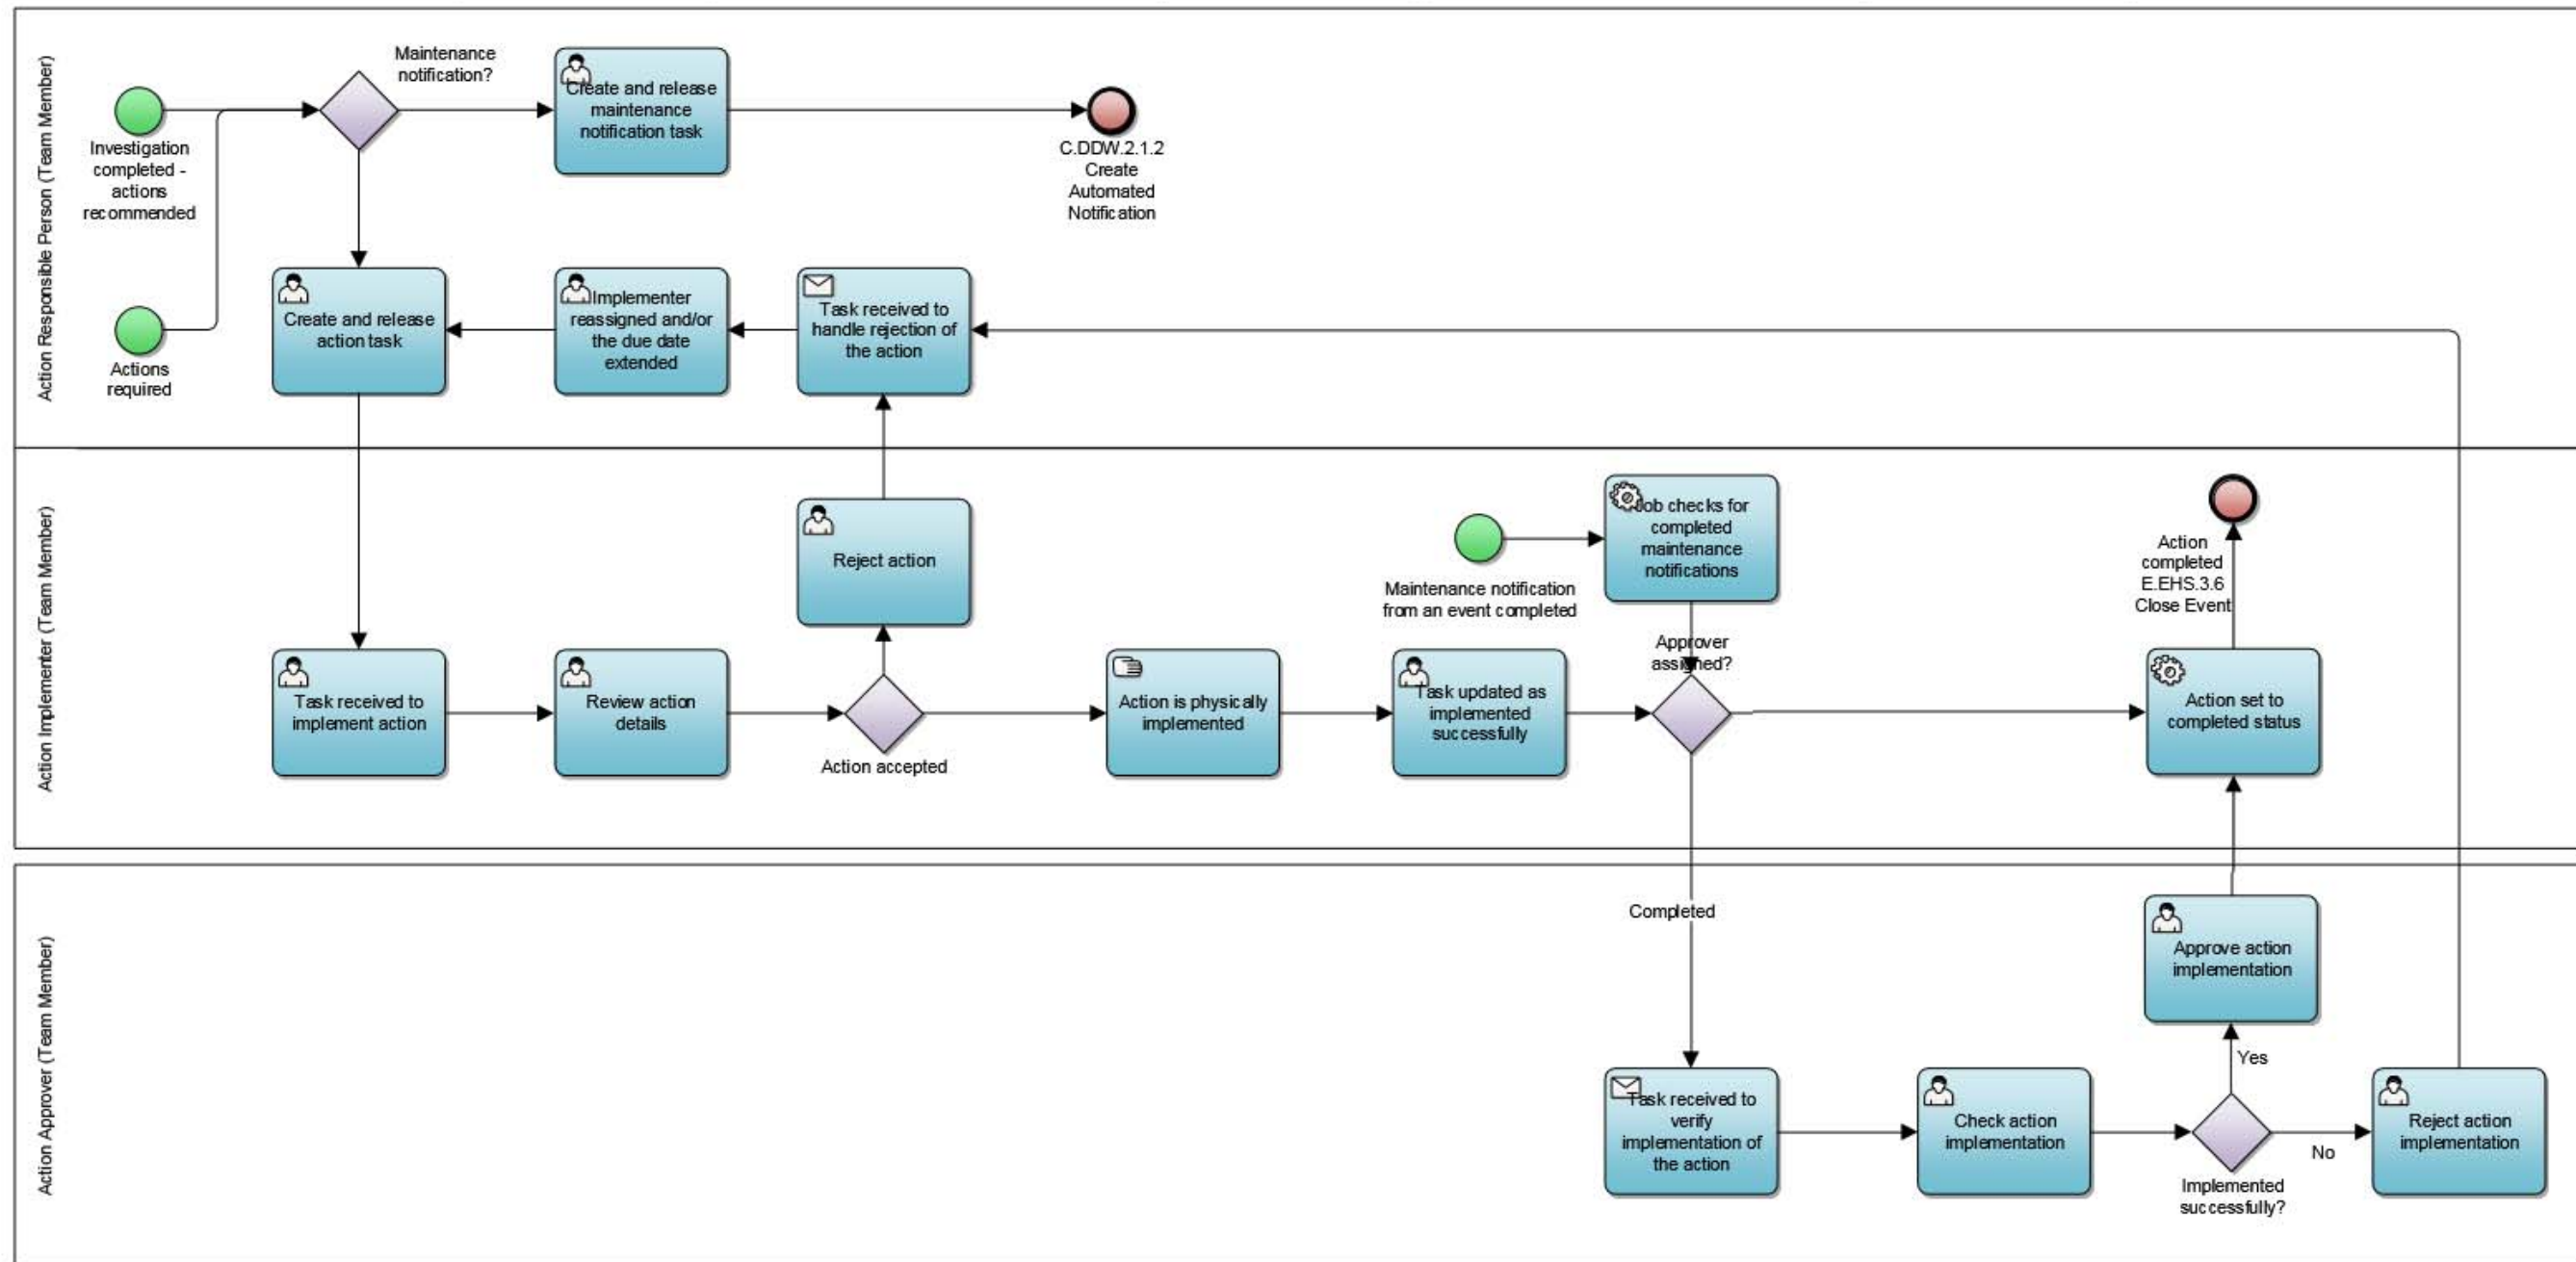 Action Responsible Person (Team Member)
Maintenance
notification?
Create and release
maintenance
notification task
Investigation
completed -
actions
recommended
C.DDW.2.1.2
Create
Automated
Notification
Create and release
action task
Implementer
reassigned and/or
the due date
extended
Task received to
handle rejection of
the action
Actions
required
Action Implementer (Team Member)
Reject action
Maintenance notification
from an event completed
Job checks for
completed
maintenance
notifications
Action
completed
E.EHS.3.6
Close Event
Approver
assigned?
Task received to
implement action
Review action
details
Action accepted
Action is physically
implemented
Task updated as
implemented
successfully
Action set to
completed status
Action Approver (Team Member)
Completed
Approve action
implementation
Yes
Task received to
verify
implementation of
the action
Check action
implementation
No
Reject action
implementation
Implemented
successfully?